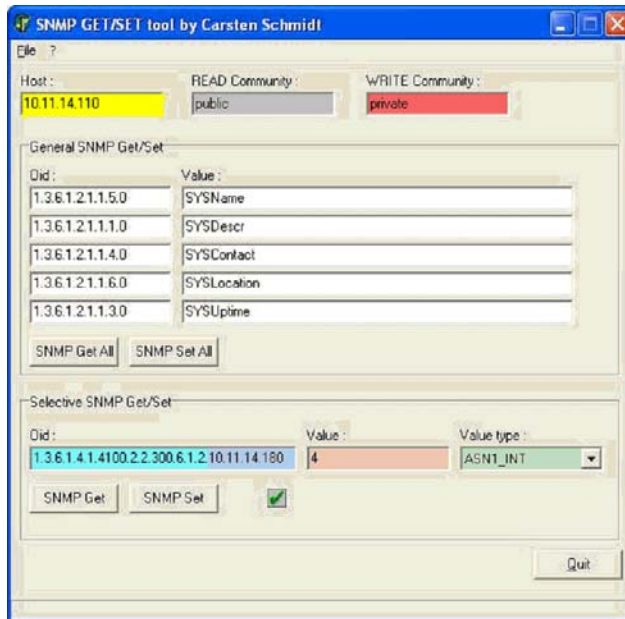 SNMP GET/SET tool by Carsten Schmidt
File ?
Host : READ Community : WRITE Community :
10.11.14.110 public private
General SNMP Get/Set
Oid : Value :
1.3.6.1.2.1.1.5.0 SYSName
1.3.6.1.2.1.1.1.0 SYSDescr
1.3.6.1.2.1.1.4.0 SYSContact
1.3.6.1.2.1.1.6.0 SYSLocation
1.3.6.1.2.1.1.3.0 SYSUptime
SNMP Get All SNMP Set All
Selective SNMP Get/Set
Oid : Value : Value type :
1.3.6.1.4.1.4100.2.2.300.6.1.2.10.11.14.180 4 ASN1_INT
SNMP Get SNMP Set
Quit